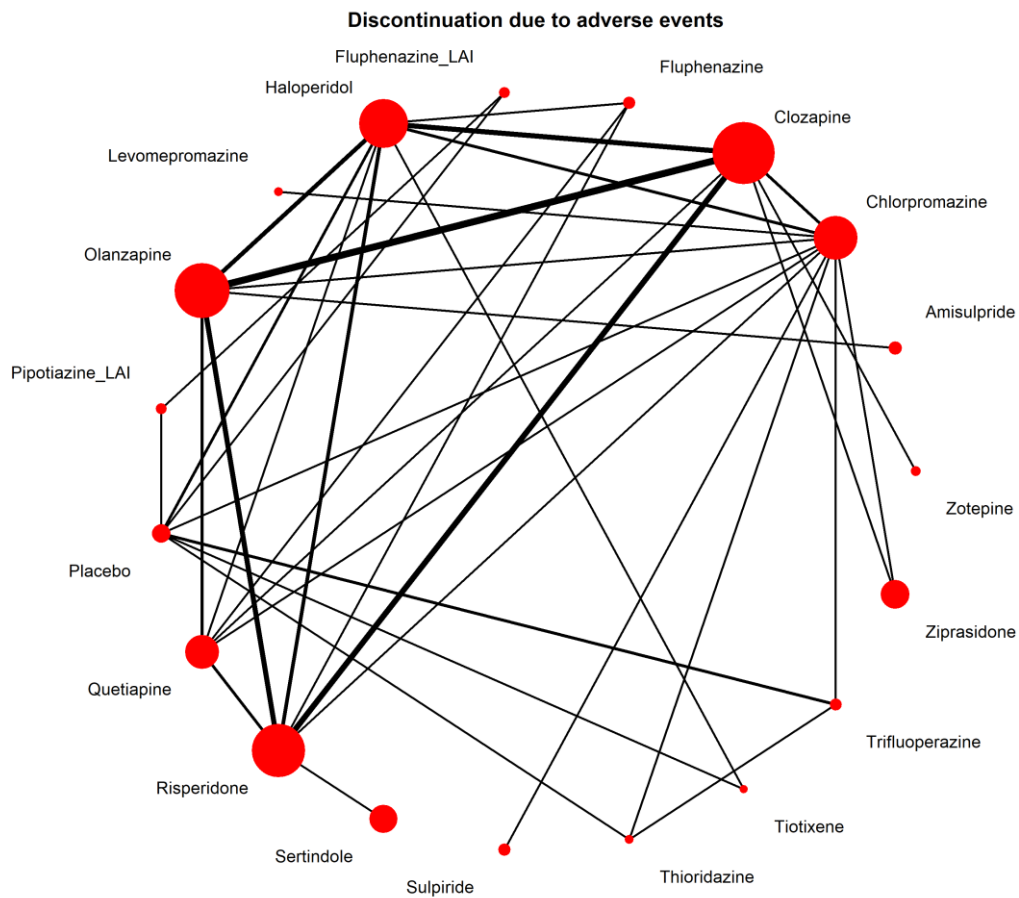 Discontinuation due to adverse events
Fluphenazine_LAI
Fluphenazine
Haloperidol
Clozapine
Levomepromazine
Chlorpromazine
Olanzapine
Amisulpride
Pipotiazine_LAI
Zotepine
Placebo
Ziprasidone
Quetiapine
Trifluoperazine
Risperidone
Tiotixene
Sertindole
Thioridazine
Sulpiride